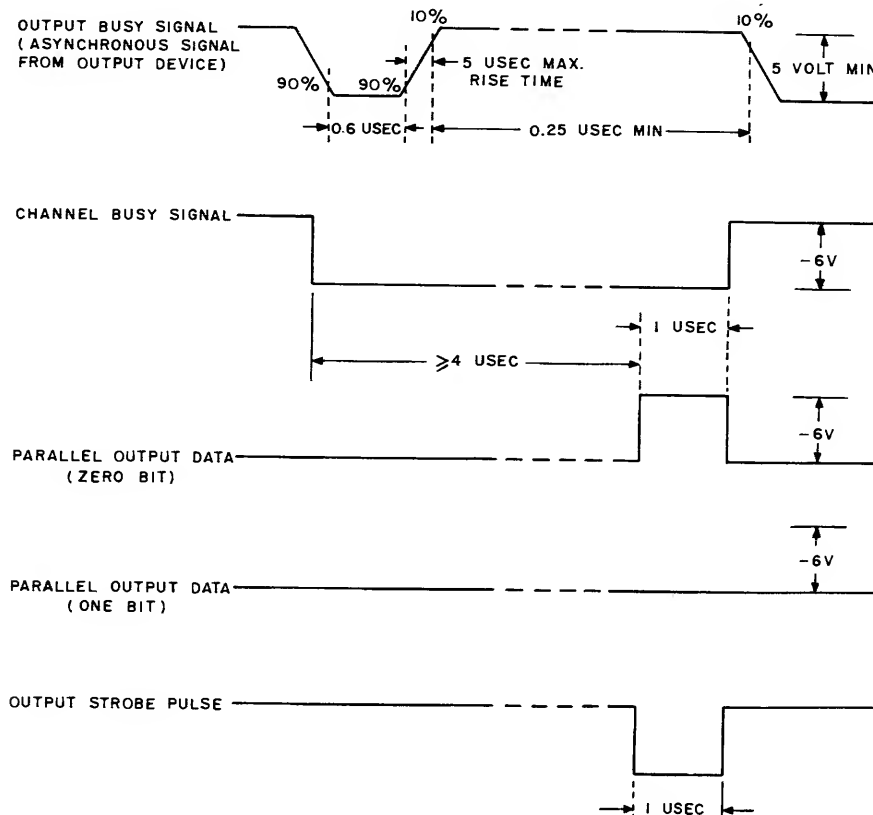 OUTPUT BUSY SIGNAL
(ASYNCHRONOUS SIGNAL
FROM OUTPUT DEVICE)
10%
10%
90%
90%
5 USEC MAX.
RISE TIME
5 VOLT MIN
0.6 USEC
0.25 USEC MIN
CHANNEL BUSY SIGNAL
-6V
1 USEC
≥4 USEC
-6V
PARALLEL OUTPUT DATA
(ZERO BIT)
-6V
PARALLEL OUTPUT DATA
(ONE BIT)
OUTPUT STROBE PULSE
1 USEC